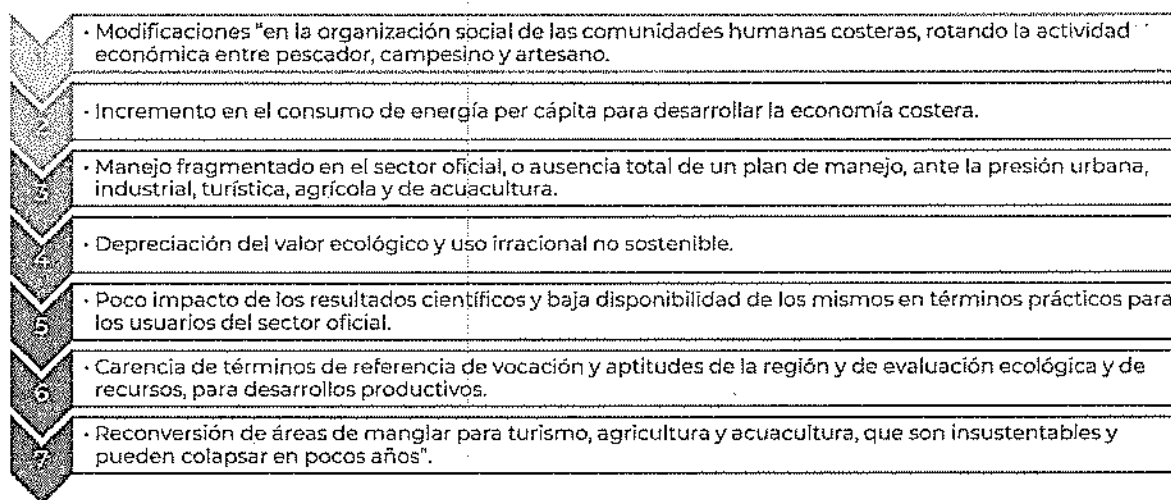 1
· Modificaciones "en la organización social de las comunidades humanas costeras, rotando la actividad
económica entre pescador, campesino y artesano.
2
· Incremento en el consumo de energía per cápita para desarrollar la economía costera.
3
· Manejo fragmentado en el sector oficial, o ausencia total de un plan de manejo, ante la presión urbana,
industrial, turística, agrícola y de acuacultura.
4
· Depreciación del valor ecológico y uso irracional no sostenible.
5
· Poco impacto de los resultados científicos y baja disponibilidad de los mismos en términos prácticos para
los usuarios del sector oficial.
6
· Carencia de términos de referencia de vocación y aptitudes de la región y de evaluación ecológica y de
recursos, para desarrollos productivos.
7
· Reconversión de áreas de manglar para turismo, agricultura y acuacultura, que son insustentables y
pueden colapsar en pocos años".